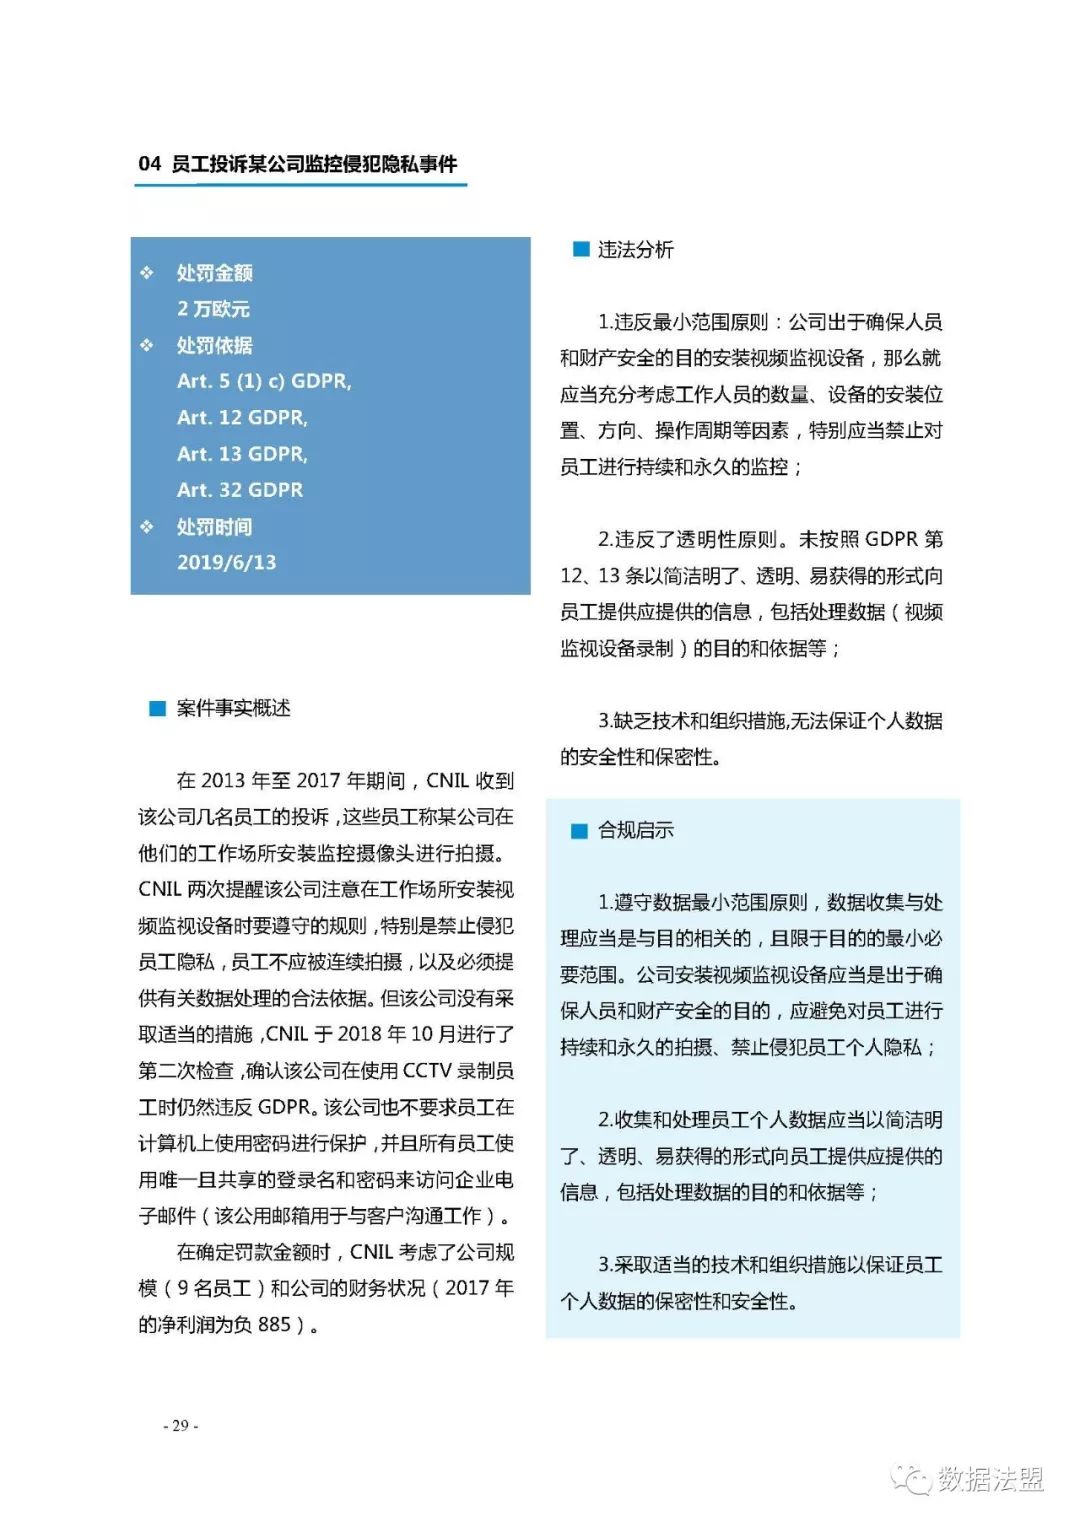 04 员工投诉某公司监控侵犯隐私事件
❖ 处罚金额
2 万欧元
❖ 处罚依据
Art. 5 (1) c) GDPR,
Art. 12 GDPR,
Art. 13 GDPR,
Art. 32 GDPR
❖ 处罚时间
2019/6/13
■ 案件事实概述
在 2013 年至 2017 年期间，CNIL 收到
该公司几名员工的投诉，这些员工称某公司在
他们的工作场所安装监控摄像头进行拍摄。
CNIL 两次提醒该公司注意在工作场所安装视
频监视设备时要遵守的规则，特别是禁止侵犯
员工隐私，员工不应被连续拍摄，以及必须提
供有关数据处理的合法依据。但该公司没有采
取适当的措施，CNIL 于 2018 年 10 月进行了
第二次检查，确认该公司在使用 CCTV 录制员
工时仍然违反 GDPR。该公司也不要求员工在
计算机上使用密码进行保护，并且所有员工使
用唯一且共享的登录名和密码来访问企业电
子邮件（该公用邮箱用于与客户沟通工作）。
在确定罚款金额时，CNIL 考虑了公司规
模（9 名员工）和公司的财务状况（2017 年
的净利润为负 885）。
■ 违法分析
1.违反最小范围原则：公司出于确保人员
和财产安全的目的安装视频监视设备，那么就
应当充分考虑工作人员的数量、设备的安装位
置、方向、操作周期等因素，特别应当禁止对
员工进行持续和永久的监控；
2.违反了透明性原则。未按照 GDPR 第
12、13 条以简洁明了、透明、易获得的形式向
员工提供应提供的信息，包括处理数据（视频
监视设备录制）的目的和依据等；
3.缺乏技术和组织措施,无法保证个人数据
的安全性和保密性。
■ 合规启示
1.遵守数据最小范围原则，数据收集与处
理应当是与目的相关的，且限于目的的最小必
要范围。公司安装视频监视设备应当是出于确
保人员和财产安全的目的，应避免对员工进行
持续和永久的拍摄、禁止侵犯员工个人隐私；
2.收集和处理员工个人数据应当以简洁明
了、透明、易获得的形式向员工提供应提供的
信息，包括处理数据的目的和依据等；
3.采取适当的技术和组织措施以保证员工
个人数据的保密性和安全性。
- 29 -
数据法盟